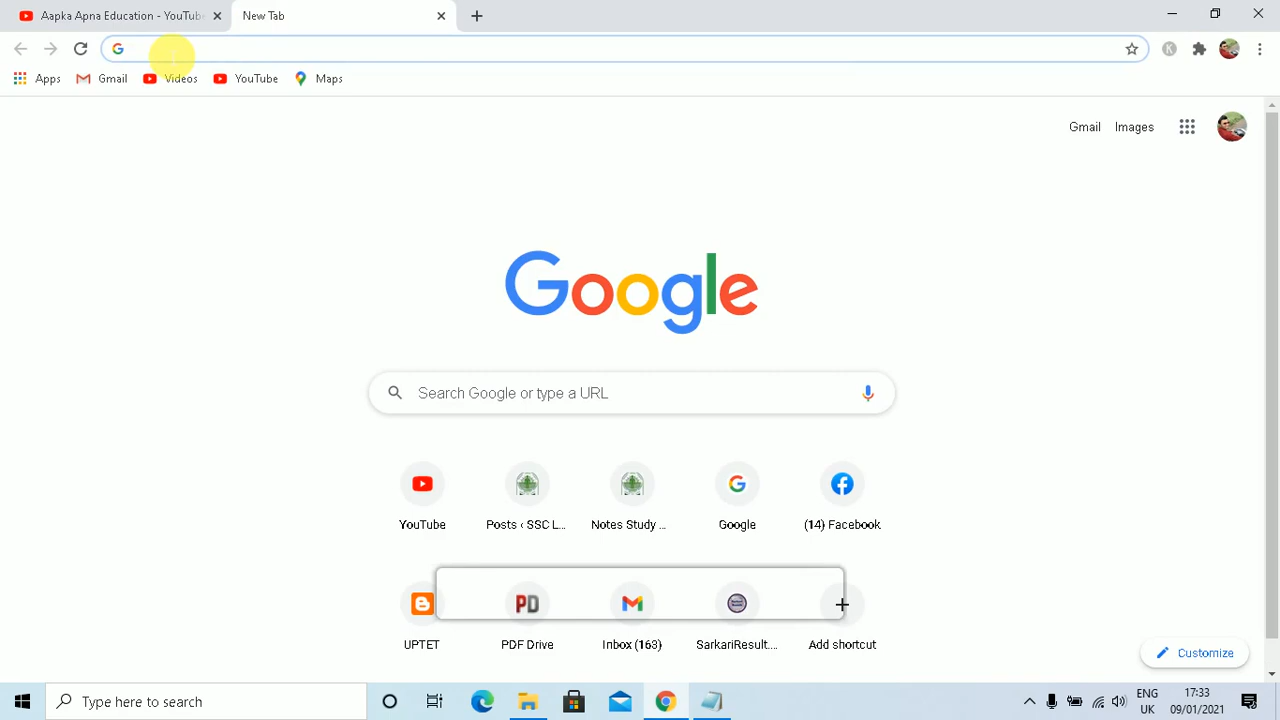 Aapka Apna Education - YouTube
New Tab
K
Apps
Gmail
Videos
YouTube
Maps
Gmail
Images
Google
Search Google or type a URL
YouTube
Posts ‹ SSC L...
Notes Study ...
Google
(14) Facebook
PD
UPTET
PDF Drive
Inbox (163)
SarkariResult....
Add shortcut
Customize
Type here to search
ENG
UK
17:33
09/01/2021